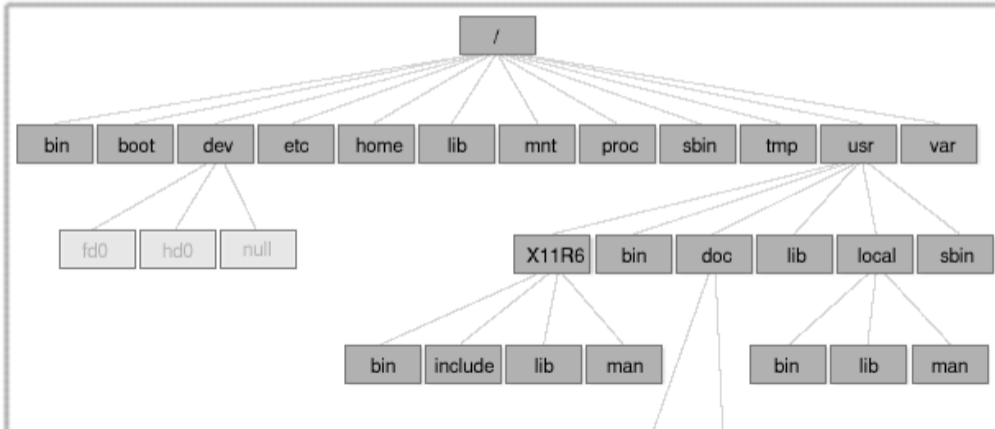 /
bin boot dev etc home lib mnt proc sbin tmp usr var
fd0 hd0 null
X11R6 bin doc lib local sbin
bin include lib man bin lib man